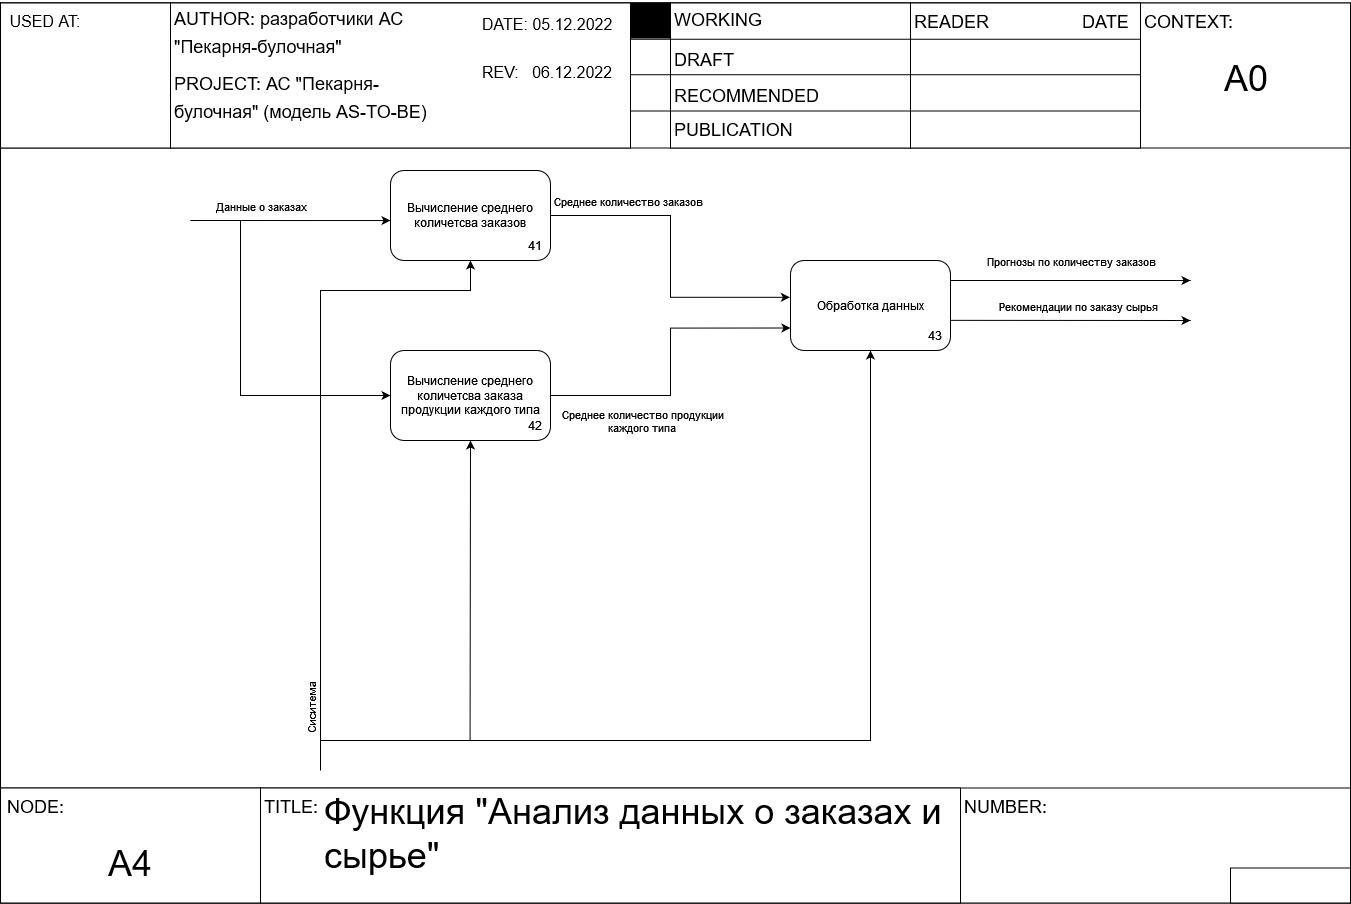 USED AT:
AUTHOR: разработчики АС
"Пекарня-булочная"
PROJECT: АС "Пекарня-
булочная" (модель AS-TO-BE)
DATE: 05.12.2022
REV: 06.12.2022
WORKING
DRAFT
RECOMMENDED
PUBLICATION
READER DATE
CONTEXT:
A0
Данные о заказах
Вычисление среднего
количетсва заказов
41
Среднее количество заказов
Вычисление среднего
количетсва заказа
продукции каждого типа
42
Среднее количество продукции
каждого типа
Обработка данных
43
Прогнозы по количеству заказов
Рекомендации по заказу сырья
Сиситема
NODE:
A4
TITLE: Функция "Анализ данных о заказах и
сырье"
NUMBER: